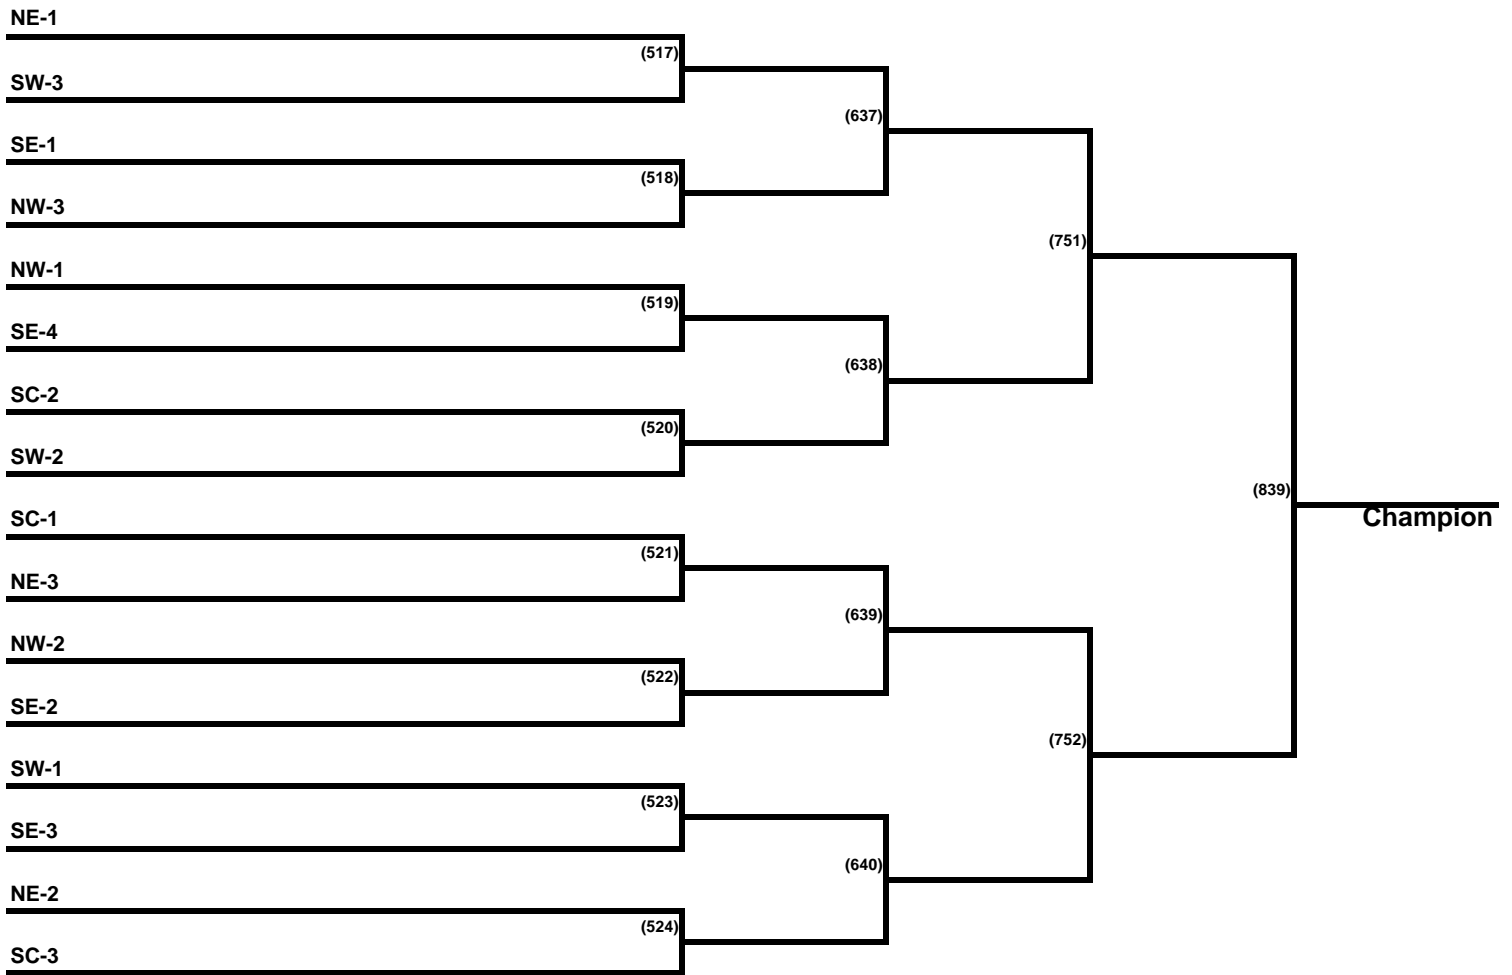 NE-1
(517)
SW-3
(637)
SE-1
(518)
NW-3
(751)
NW-1
(519)
SE-4
(638)
SC-2
(520)
SW-2
(839)
Champion
SC-1
(521)
NE-3
(639)
NW-2
(522)
SE-2
(752)
SW-1
(523)
SE-3
(640)
NE-2
(524)
SC-3